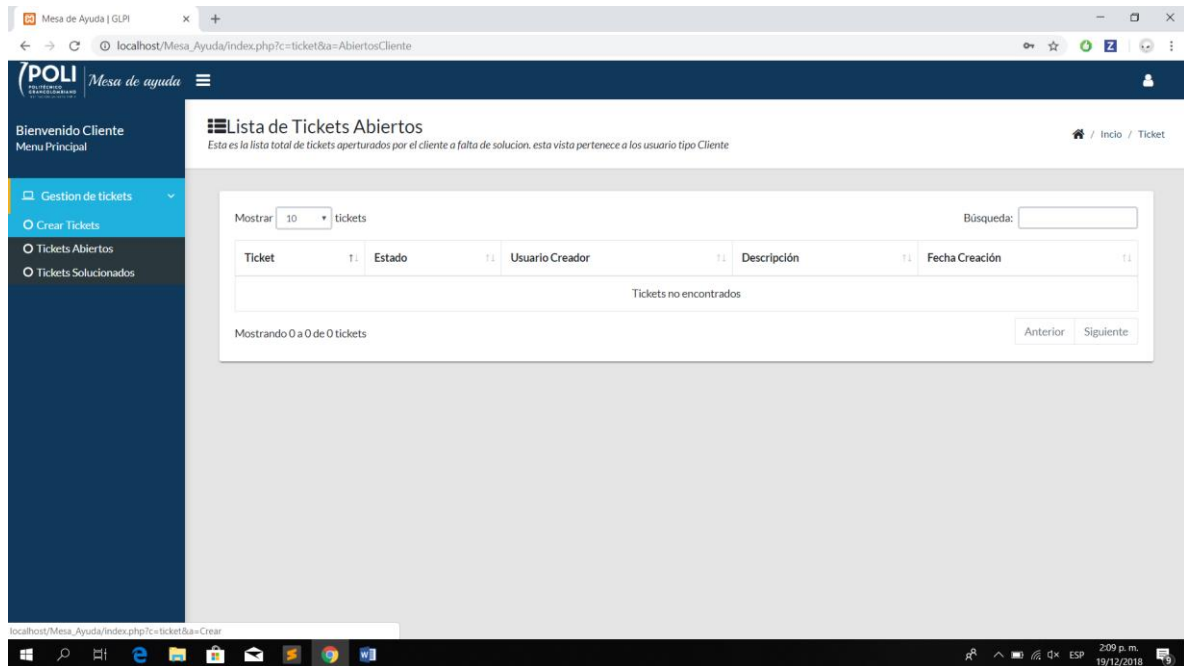 Mesa de Ayuda | GLPI
localhost/Mesa_Ayuda/index.php?c=ticket&a=AbiertosCliente
POLI
POLITÉCNICO
GRANCOLOMBIANO
Mesa de ayuda
Bienvenido Cliente
Menu Principal
Gestion de tickets
Crear Tickets
Tickets Abiertos
Tickets Solucionados
Lista de Tickets Abiertos
Esta es la lista total de tickets aperturados por el cliente a falta de solucion. esta vista pertenece a los usuario tipo Cliente
/ Incio / Ticket
Mostrar 10 tickets
Búsqueda:
Ticket Estado Usuario Creador Descripción Fecha Creación
Tickets no encontrados
Mostrando 0 a 0 de 0 tickets
Anterior Siguiente
localhost/Mesa_Ayuda/index.php?c=ticket&a=Crear
ESP
2:09 p. m.
19/12/2018